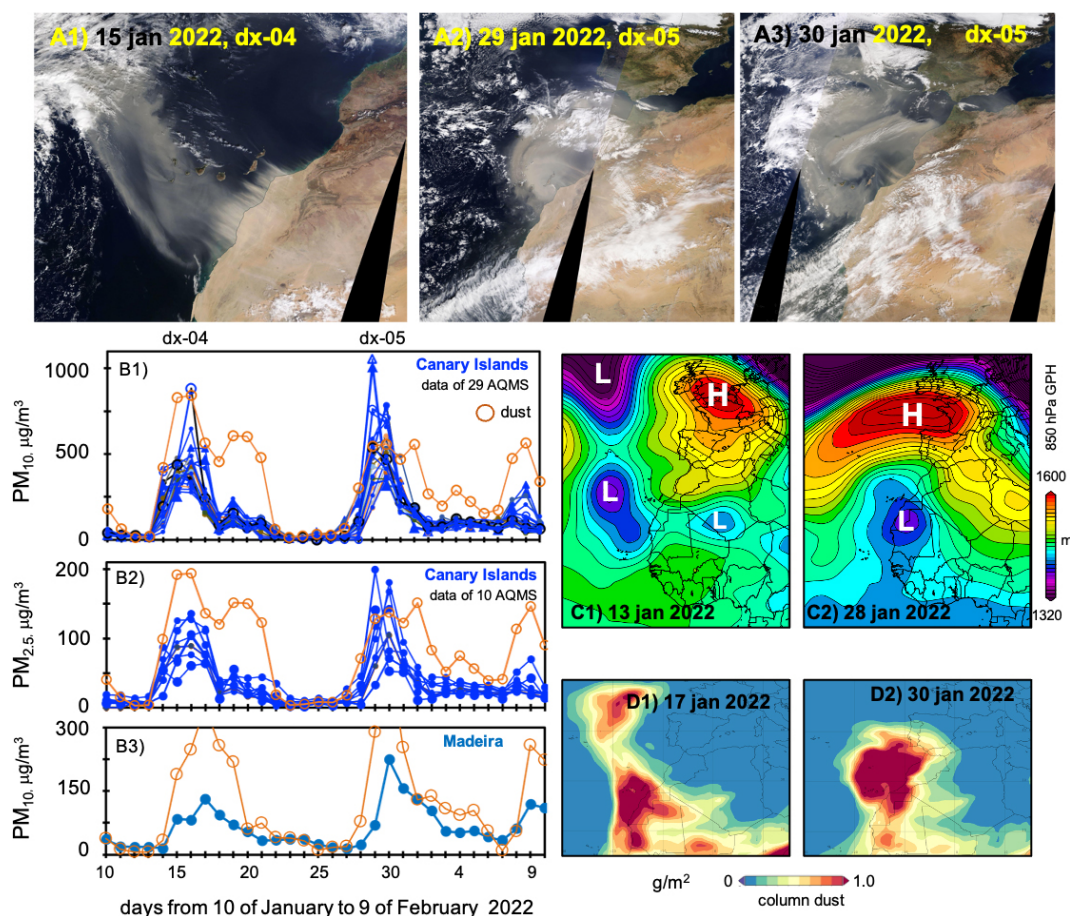 A1) 15 jan 2022, dx-04
A2) 29 jan 2022, dx-05
A3) 30 jan 2022, dx-05
dx-04
dx-05
B1)
Canary Islands
data of 29 AQMS
dust
PM10. µg/m³
1000
500
0
B2)
Canary Islands
data of 10 AQMS
PM2.5. µg/m³
200
100
0
B3)
Madeira
PM10. µg/m³
300
150
0
10 15 20 25 30 4 9
days from 10 of January to 9 of February 2022
L
H
L
L
C1) 13 jan 2022
H
L
C2) 28 jan 2022
850 hPa GPH
1600
m
1320
D1) 17 jan 2022
D2) 30 jan 2022
g/m²
0
1.0
column dust